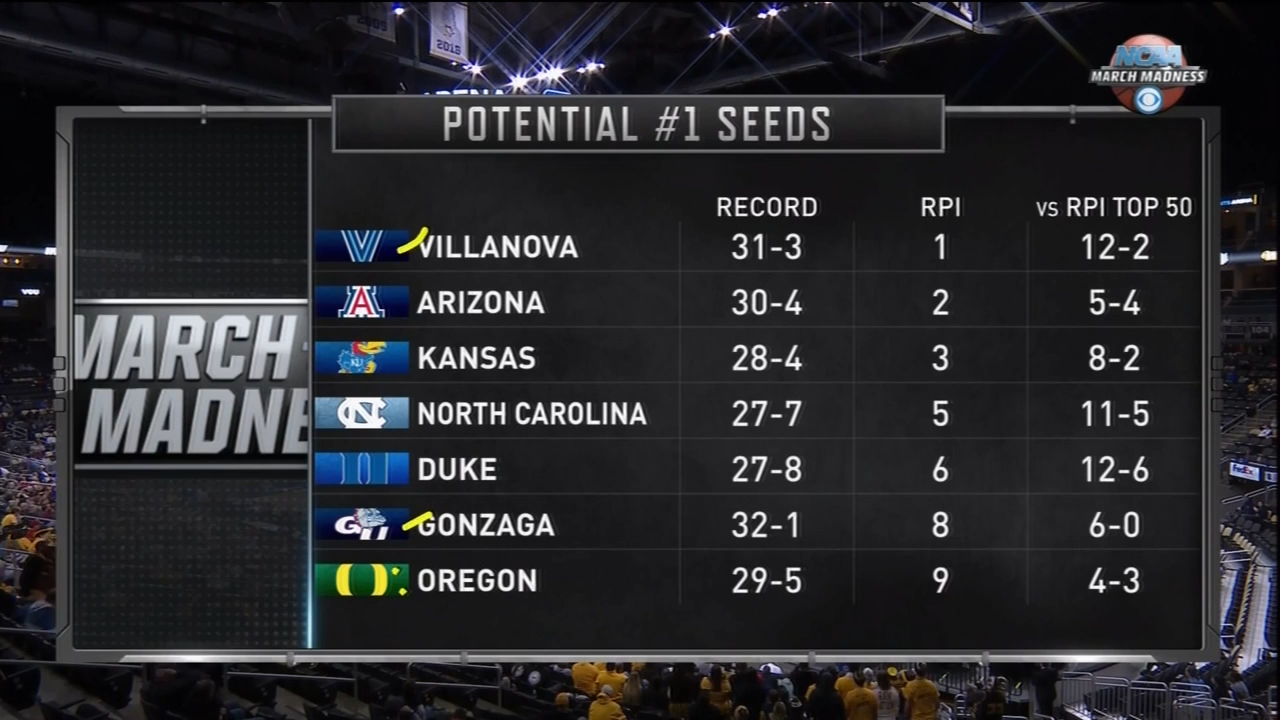 NCAA
MARCH MADNESS
POTENTIAL #1 SEEDS
RECORD RPI vs RPI TOP 50
VILLANOVA 31-3 1 12-2
ARIZONA 30-4 2 5-4
KANSAS 28-4 3 8-2
NORTH CAROLINA 27-7 5 11-5
DUKE 27-8 6 12-6
GONZAGA 32-1 8 6-0
OREGON 29-5 9 4-3
MARCH
MADNE
FedEx